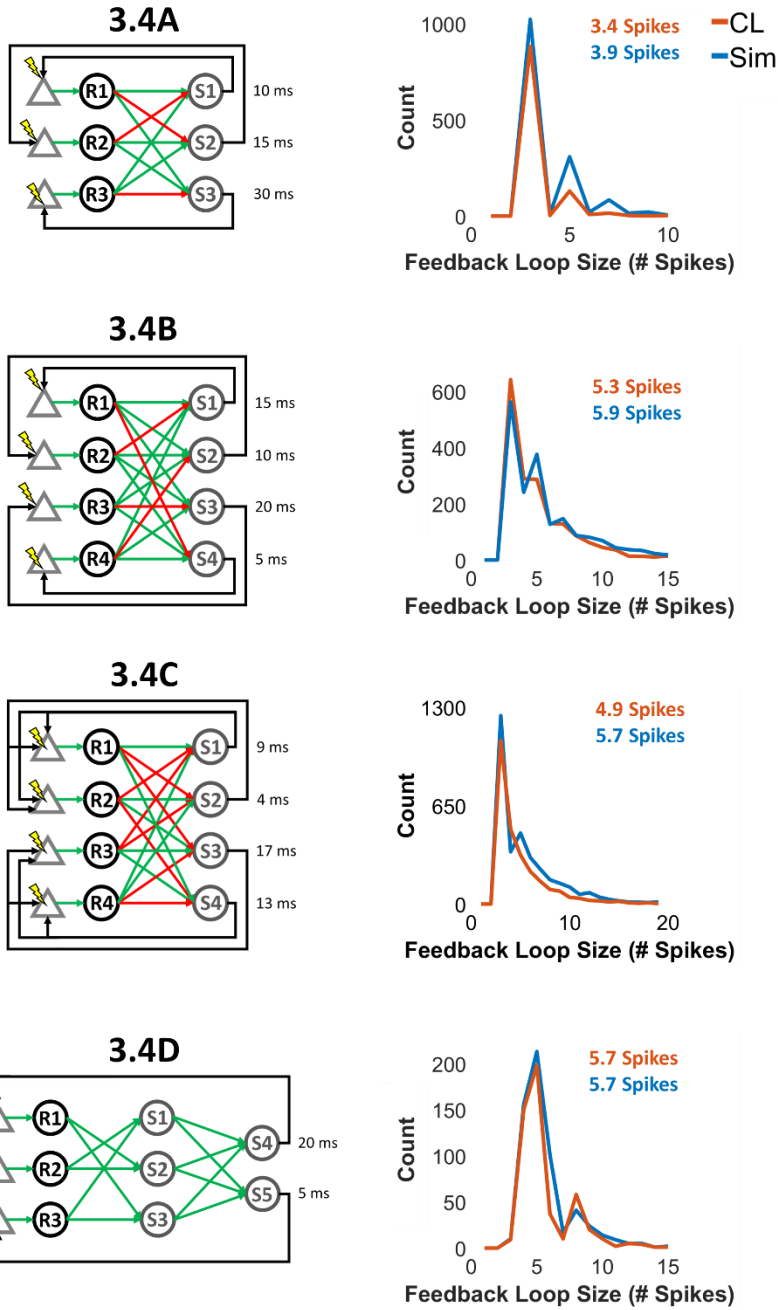 3.4A
R1
S1
10 ms
R2
S2
15 ms
R3
S3
30 ms
1000
500
0
Count
3.4 Spikes
3.9 Spikes
CL
Sim
0
5
10
Feedback Loop Size (# Spikes)
3.4B
R1
S1
15 ms
R2
S2
10 ms
R3
S3
20 ms
R4
S4
5 ms
600
400
200
0
Count
5.3 Spikes
5.9 Spikes
0
5
10
15
Feedback Loop Size (# Spikes)
3.4C
R1
S1
9 ms
R2
S2
4 ms
R3
S3
17 ms
R4
S4
13 ms
1300
650
0
Count
4.9 Spikes
5.7 Spikes
0
10
20
Feedback Loop Size (# Spikes)
3.4D
R1
S1
R2
S2
R3
S3
S4
20 ms
S5
5 ms
200
150
100
50
0
Count
5.7 Spikes
5.7 Spikes
0
5
10
15
Feedback Loop Size (# Spikes)